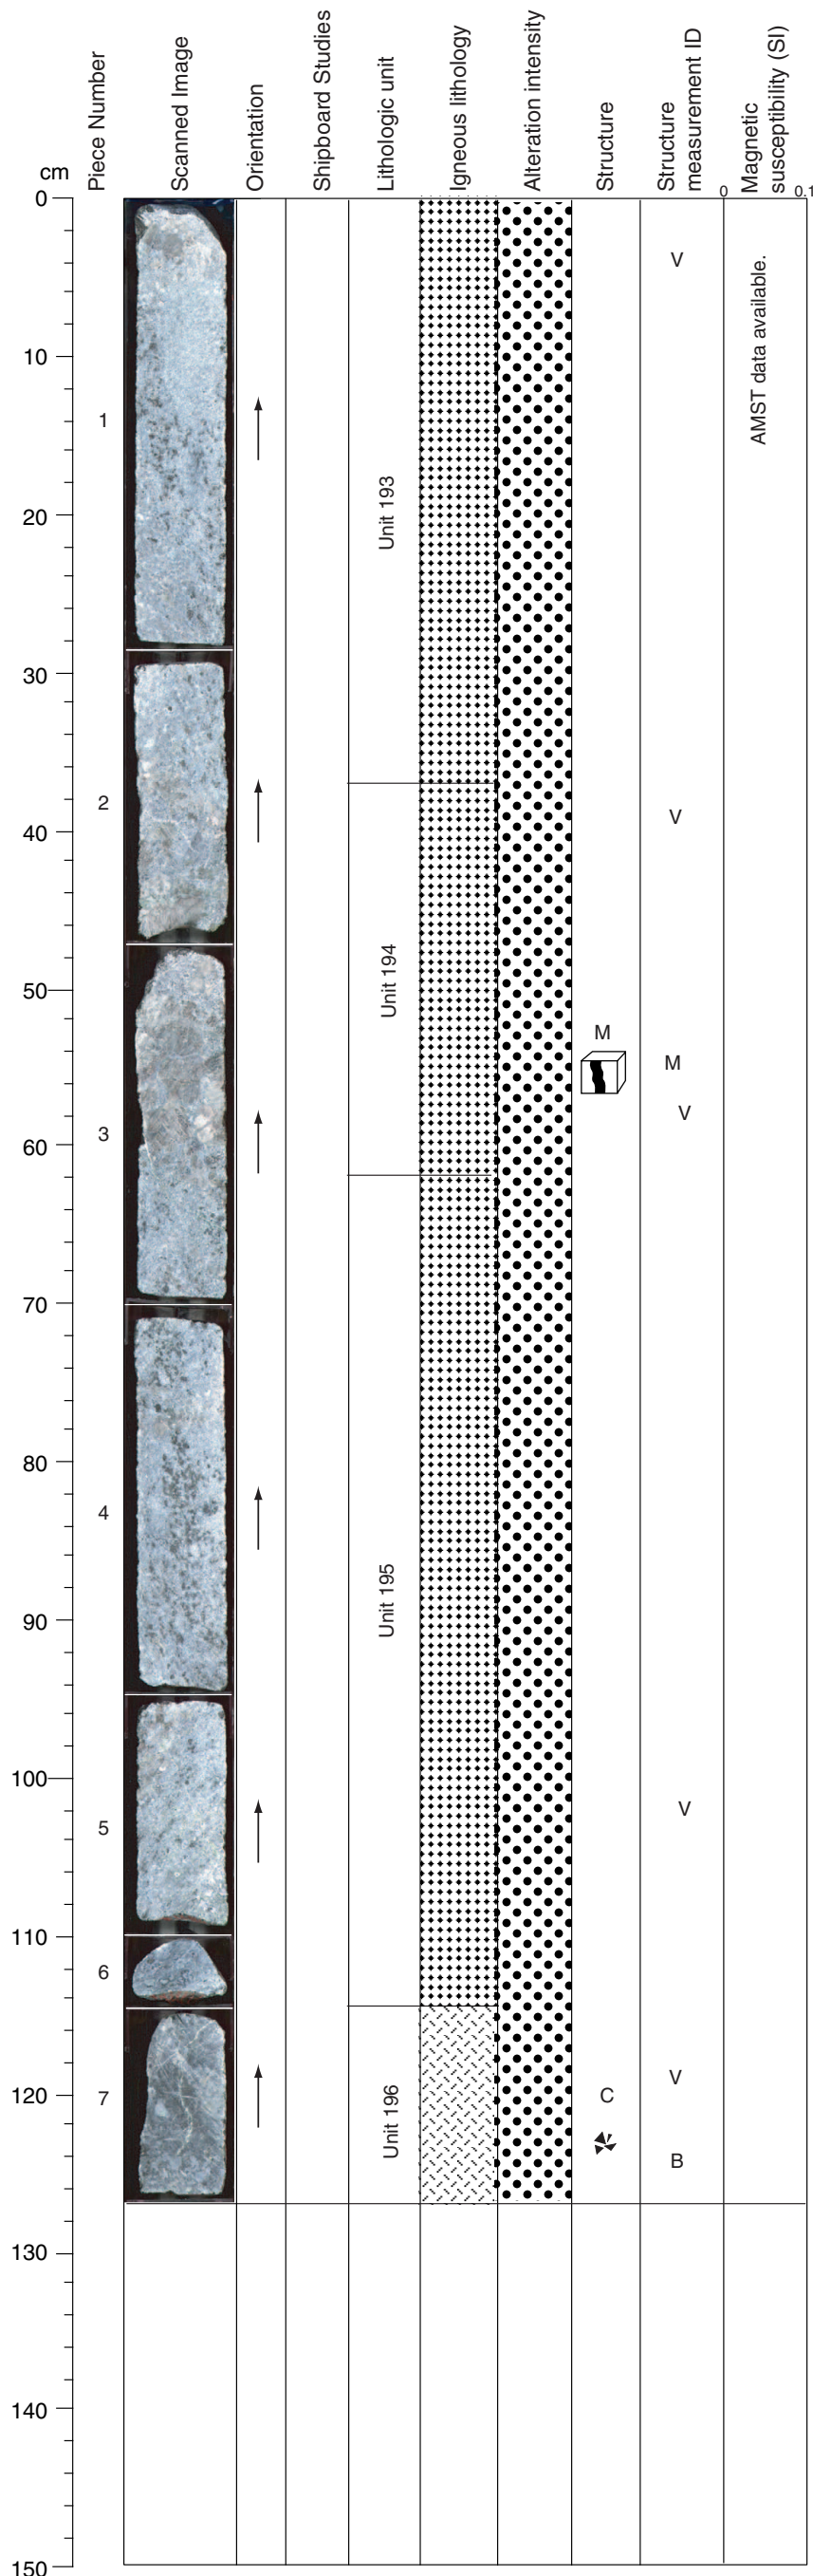 cm
Piece Number
Scanned Image
Orientation
Shipboard Studies
Lithologic unit
Igneous lithology
Alteration intensity
Structure
Structure
measurement ID
Magnetic
susceptibility (SI)
0
0.1
0
V
AMST data available.
10
1
20
Unit 193
30
2
40
V
Unit 194
50
M
M
V
3
60
70
80
4
Unit 195
90
100
V
5
110
6
V
120
7
C
Unit 196
B
130
140
150